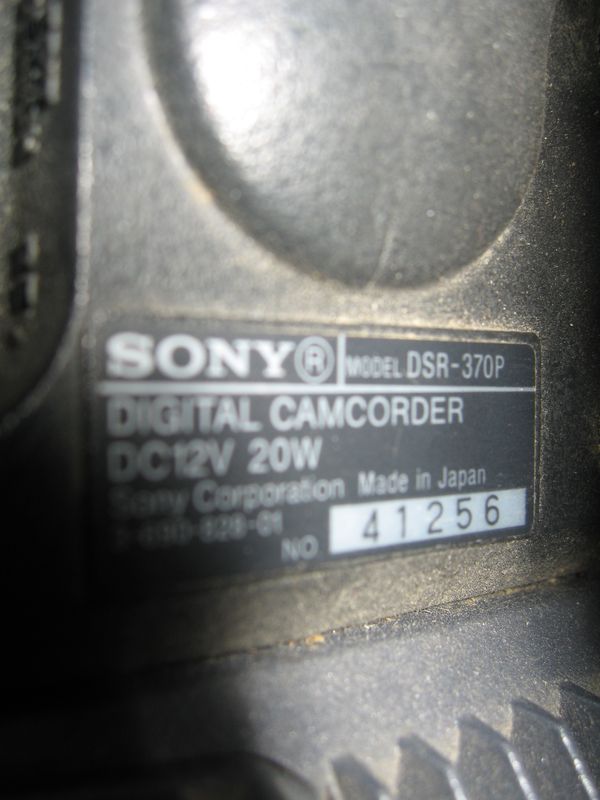 SONY® MODEL DSR-370P
DIGITAL CAMCORDER
DC12V 20W
Sony Corporation Made in Japan
NO. 41256